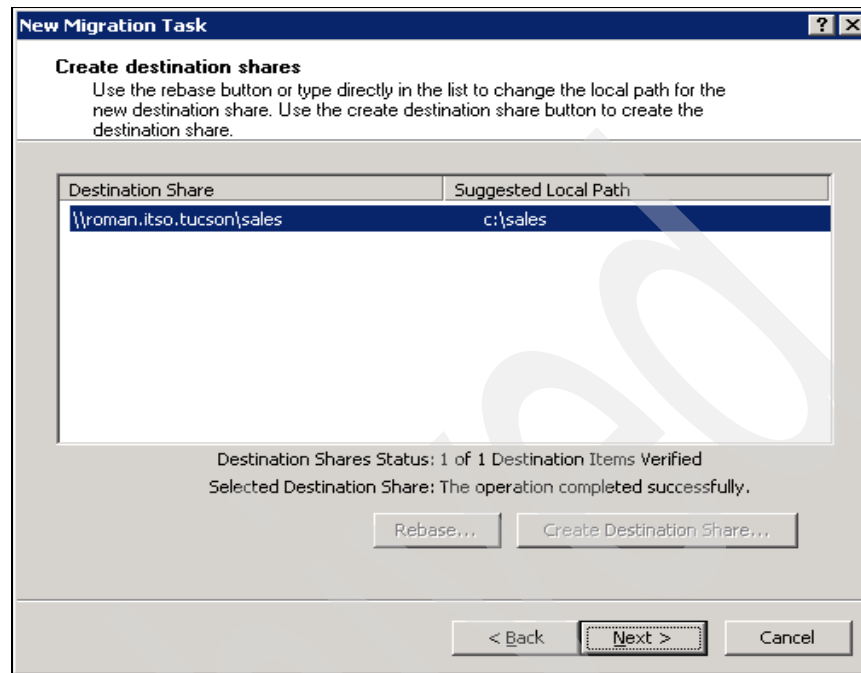 New Migration Task
Create destination shares
Use the rebase button or type directly in the list to change the local path for the
new destination share. Use the create destination share button to create the
destination share.
Destination Share Suggested Local Path
\\roman.itso.tucson\sales c:\sales
Destination Shares Status: 1 of 1 Destination Items Verified
Selected Destination Share: The operation completed successfully.
Rebase... Create Destination Share...
< Back Next > Cancel